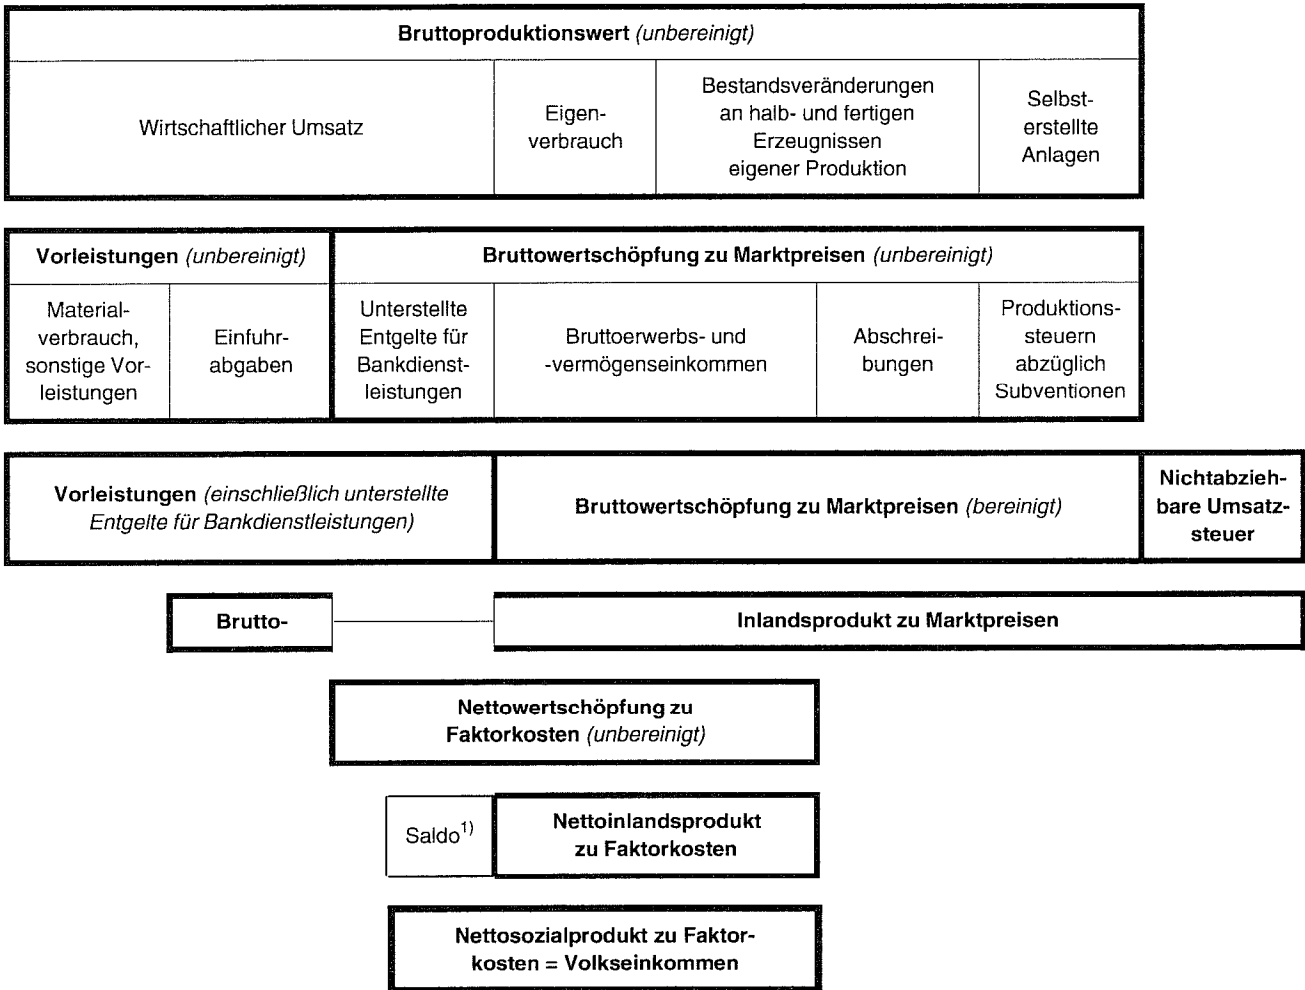 Bruttoproduktionswert (unbereinigt)
Wirtschaftlicher Umsatz
Eigen-
verbrauch
Bestandsveränderungen
an halb- und fertigen
Erzeugnissen
eigener Produktion
Selbst-
erstellte
Anlagen
Vorleistungen (unbereinigt)
Bruttowertschöpfung zu Marktpreisen (unbereinigt)
Material-
verbrauch,
sonstige Vor-
leistungen
Einfuhr-
abgaben
Unterstellte
Entgelte für
Bankdienst-
leistungen
Bruttoerwerbs- und
-vermögenseinkommen
Abschrei-
bungen
Produktions-
steuern
abzüglich
Subventionen
Vorleistungen (einschließlich unterstellte
Entgelte für Bankdienstleistungen)
Bruttowertschöpfung zu Marktpreisen (bereinigt)
Nichtabzieh-
bare Umsatz-
steuer
Brutto-
Inlandsprodukt zu Marktpreisen
Nettowertschöpfung zu
Faktorkosten (unbereinigt)
Saldo1)
Nettoinlandsprodukt
zu Faktorkosten
Nettosozialprodukt zu Faktor-
kosten = Volkseinkommen